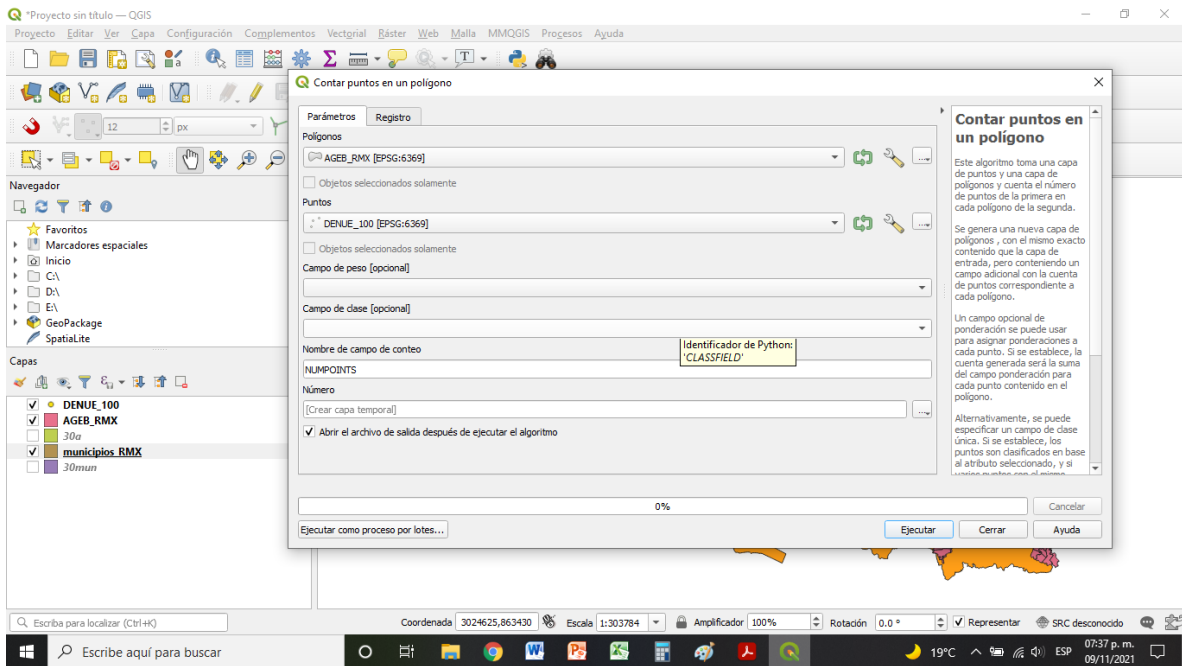 *Proyecto sin título — QGIS
Proyecto Editar Ver Capa Configuración Complementos Vectorial Ráster Web Malla MMQGIS Procesos Ayuda
12 px
Navegador
Favoritos
Marcadores espaciales
Inicio
C:\
D:\
E:\
GeoPackage
SpatiaLite
Capas
DENUE_100
AGEB_RMX
30a
municipios_RMX
30mun
Contar puntos en un polígono
Parámetros Registro
Polígonos
AGEB_RMX [EPSG:6369]
Objetos seleccionados solamente
Puntos
DENUE_100 [EPSG:6369]
Objetos seleccionados solamente
Campo de peso [opcional]
Campo de clase [opcional]
Identificador de Python:
'CLASSFIELD'
Nombre de campo de conteo
NUMPOINTS
Número
[Crear capa temporal]
Abrir el archivo de salida después de ejecutar el algoritmo
Contar puntos en
un polígono
Este algoritmo toma una capa
de puntos y una capa de
polígonos y cuenta el número
de puntos de la primera en
cada polígono de la segunda.
Se genera una nueva capa de
polígonos , con el mismo exacto
contenido que la capa de
entrada, pero conteniendo un
campo adicional con la cuenta
de puntos correspondiente a
cada polígono.
Un campo opcional de
ponderación se puede usar
para asignar ponderaciones a
cada punto. Si se establece, la
cuenta generada será la suma
del campo ponderación para
cada punto contenido en el
polígono.
Alternativamente, se puede
especificar un campo de clase
única. Si se establece, los
puntos son clasificados en base
al atributo seleccionado, y si
varios puntos con el mismo
0%
Cancelar
Ejecutar como proceso por lotes...
Ejecutar Cerrar Ayuda
Escriba para localizar (Ctrl+K)
Coordenada 3024625,863430 Escala 1:303784 Amplificador 100% Rotación 0.0 ° Representar SRC desconocido
Escribe aquí para buscar
19°C ESP
07:37 p. m.
09/11/2021